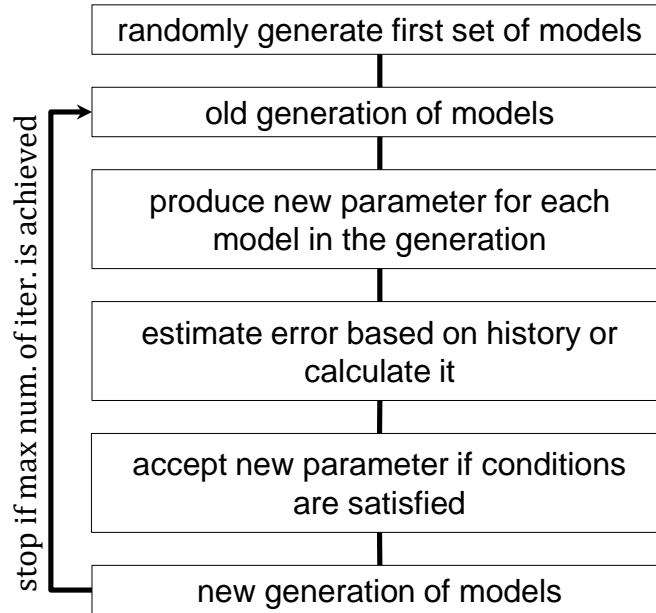 randomly generate first set of models
old generation of models
produce new parameter for each
model in the generation
estimate error based on history or
calculate it
accept new parameter if conditions
are satisfied
new generation of models
stop if max num. of iter. is achieved